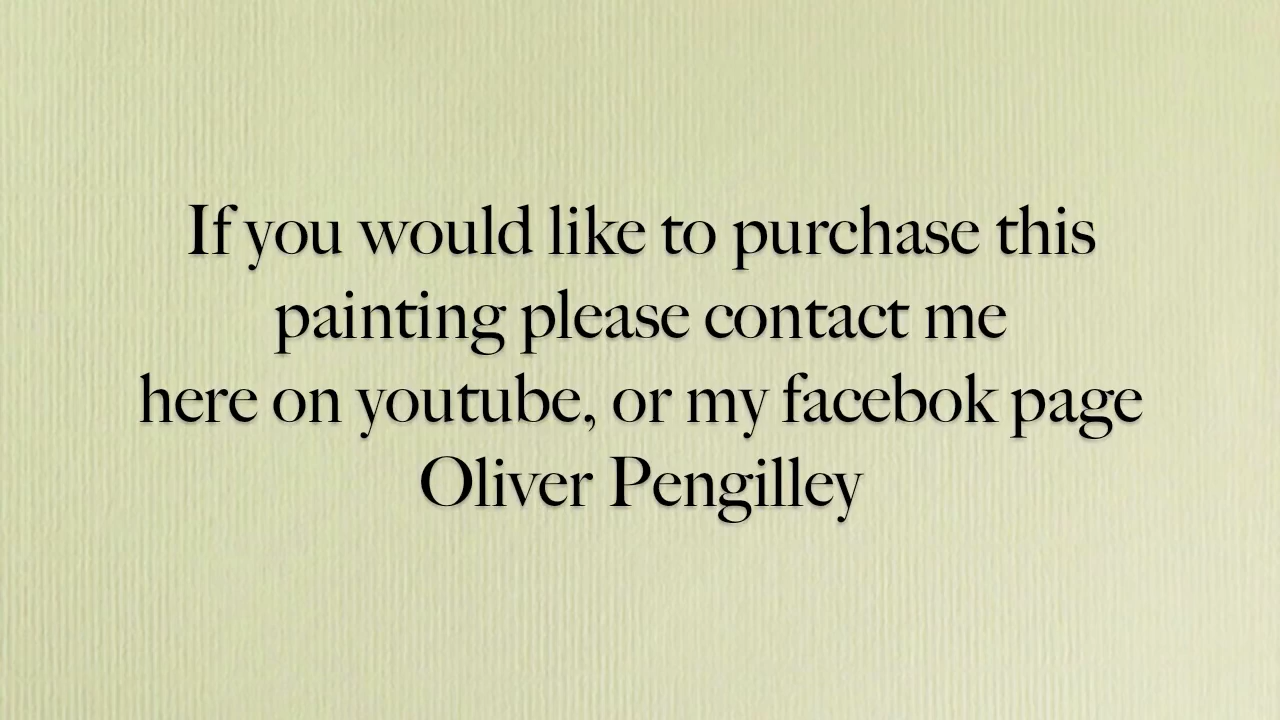 If you would like to purchase this
painting please contact me
here on youtube, or my facebok page
Oliver Pengilley